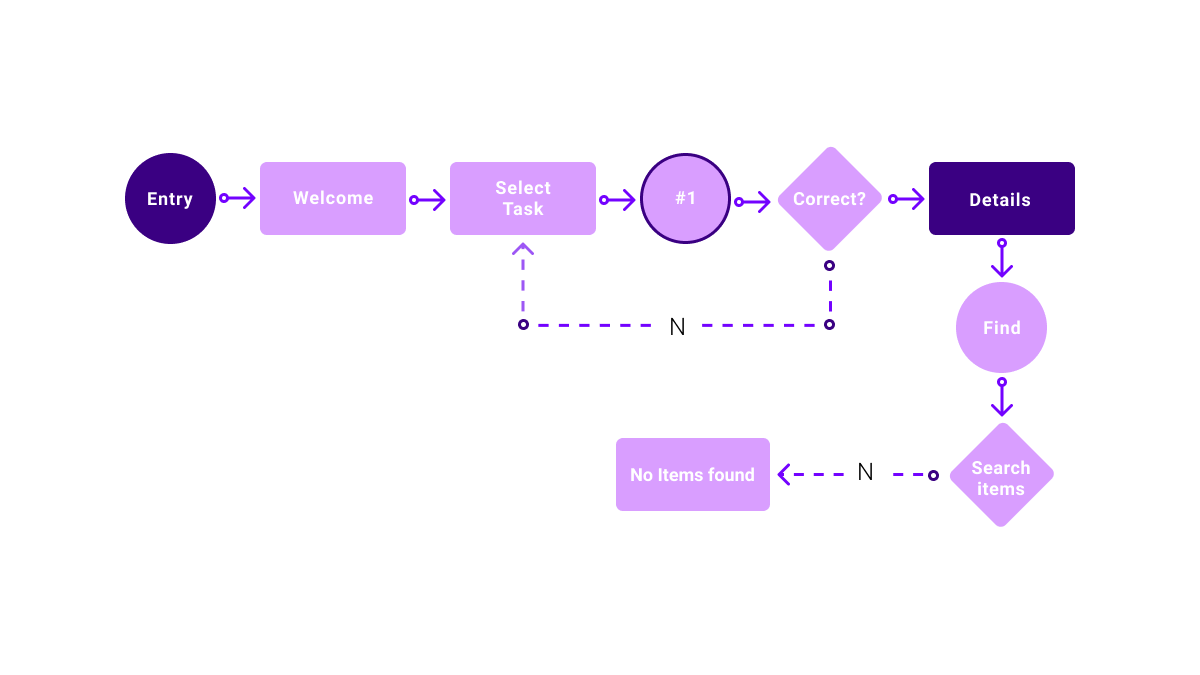 Entry
Welcome
Select
Task
#1
Correct?
Details
N
Find
No Items found
N
Search
items